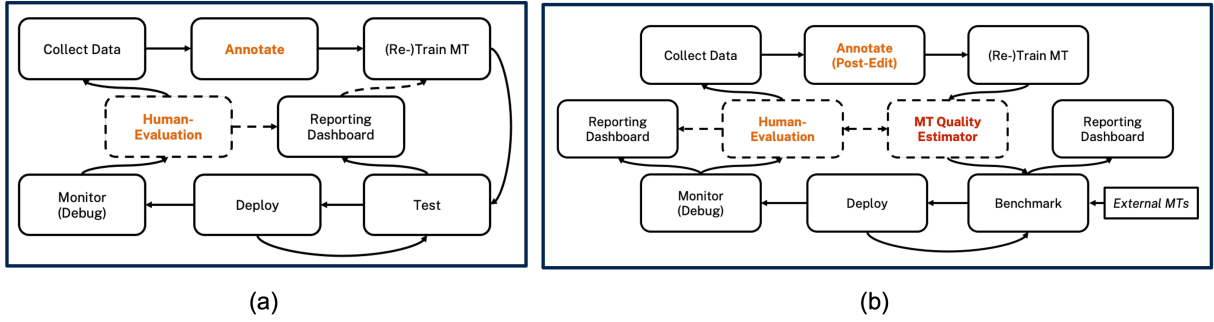 Collect Data
Annotate
(Re-)Train MT
Human-
Evaluation
Reporting
Dashboard
Monitor
(Debug)
Deploy
Test
(a)
Collect Data
Annotate
(Post-Edit)
(Re-)Train MT
Reporting
Dashboard
Human-
Evaluation
MT Quality
Estimator
Reporting
Dashboard
Monitor
(Debug)
Deploy
Benchmark
External MTs
(b)